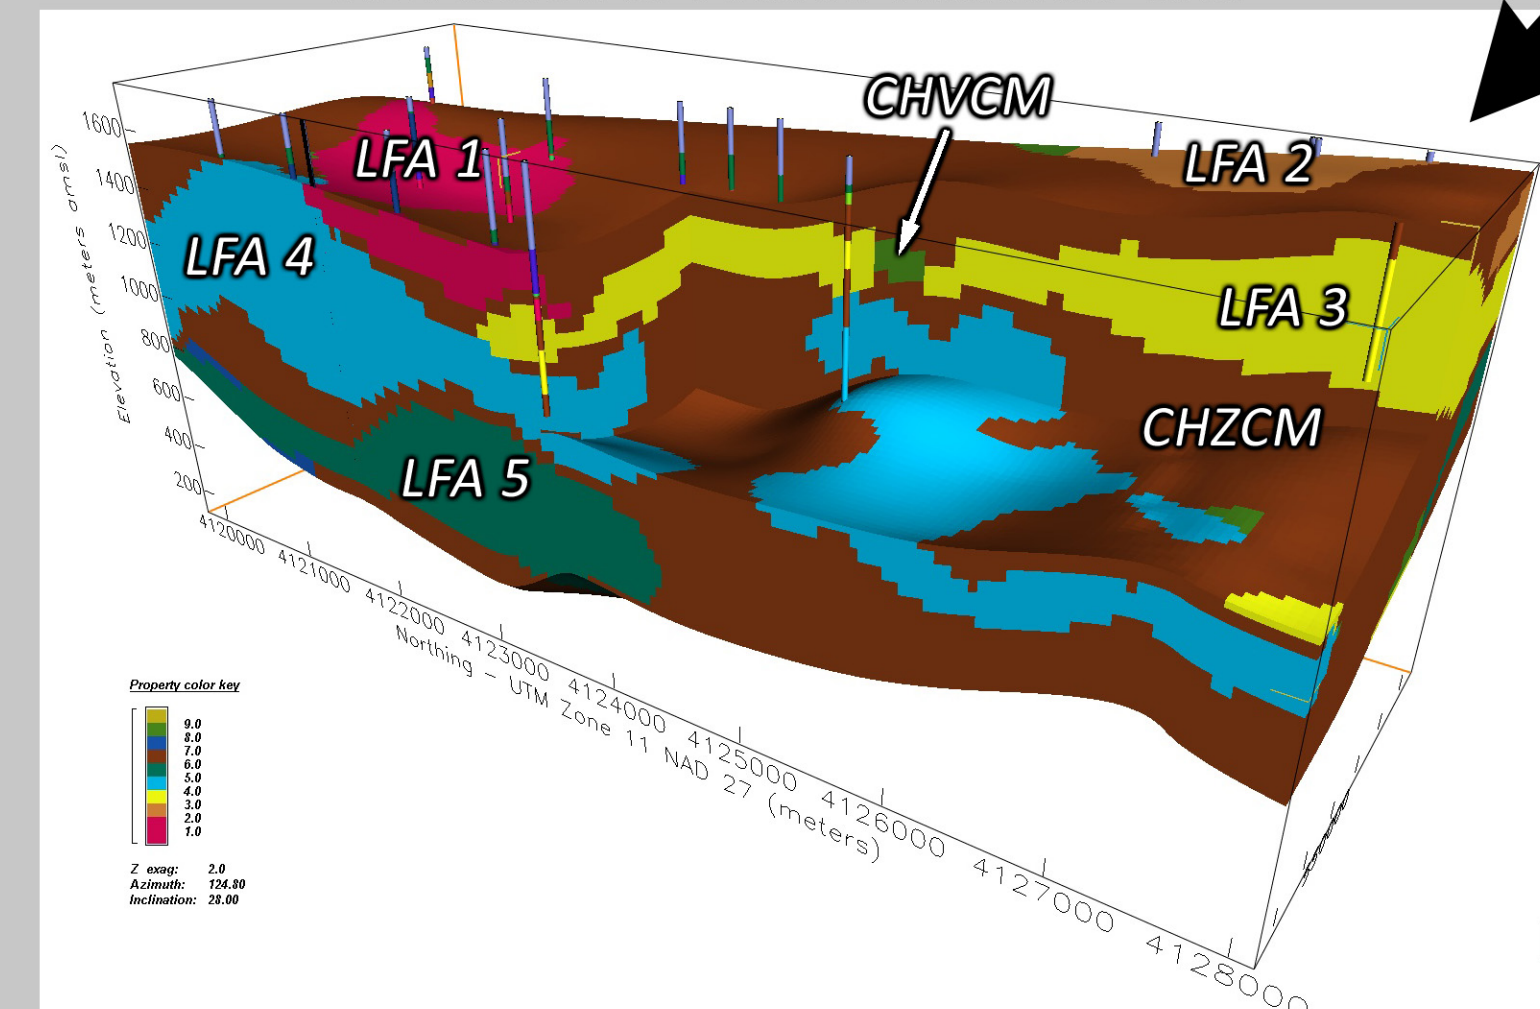 CHVCM
LFA 1
LFA 2
LFA 4
LFA 3
CHZCM
LFA 5
Elevation (meters amsl)
1600
1400
1200
1000
800
600
400
200
4120000
4121000
4122000
4123000
4124000
4125000
4126000
4127000
4128000
Northing - UTM Zone 11 NAD 27 (meters)
Property color key
9.0
8.0
7.0
6.0
5.0
4.0
3.0
2.0
1.0
Z exag: 2.0
Azimuth: 124.80
Inclination: 28.00